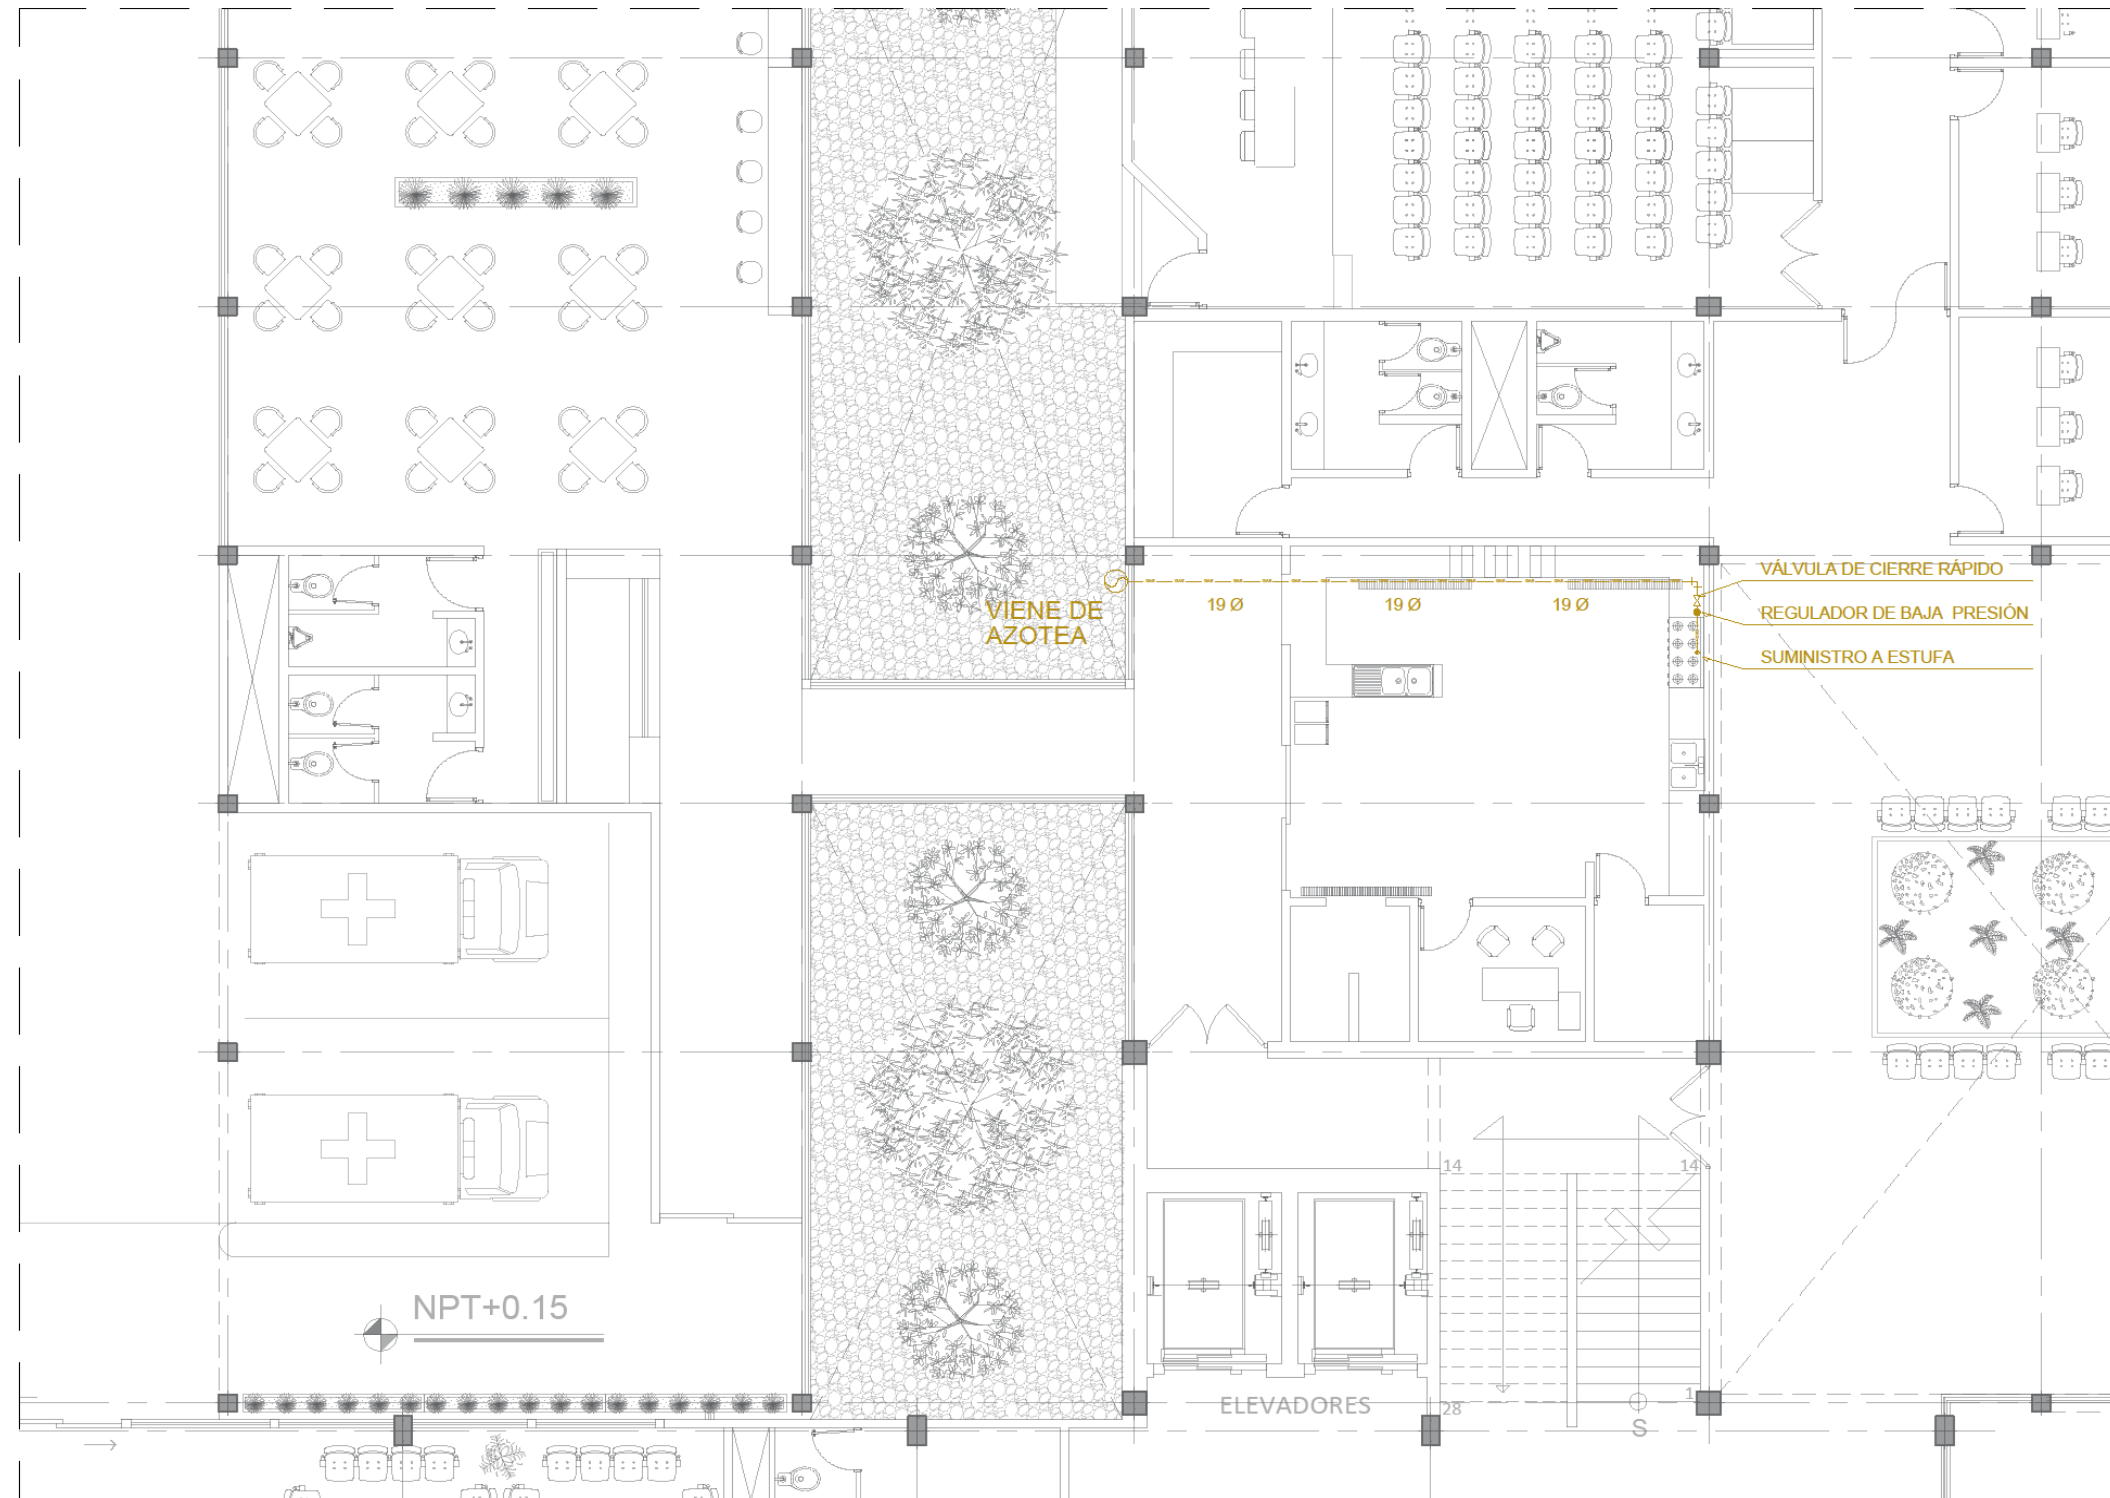 VÁLVULA DE CIERRE RÁPIDO
VIENE DE
AZOTEA
19 Ø
19 Ø
19 Ø
REGULADOR DE BAJA PRESIÓN
SUMINISTRO A ESTUFA
14
14
NPT+0.15
ELEVADORES
28
1
S